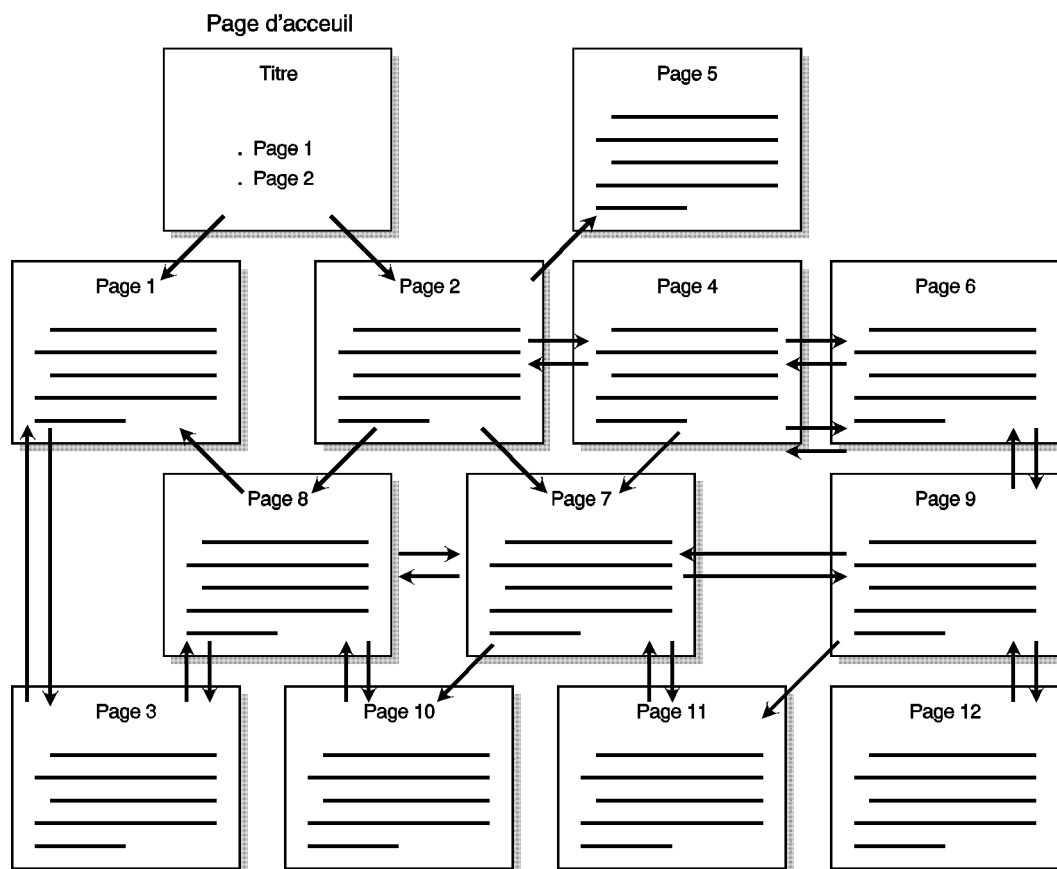 Page d'acceuil
Titre
. Page 1
. Page 2
Page 5
Page 1
Page 2
Page 4
Page 6
Page 8
Page 7
Page 9
Page 3
Page 10
Page 11
Page 12